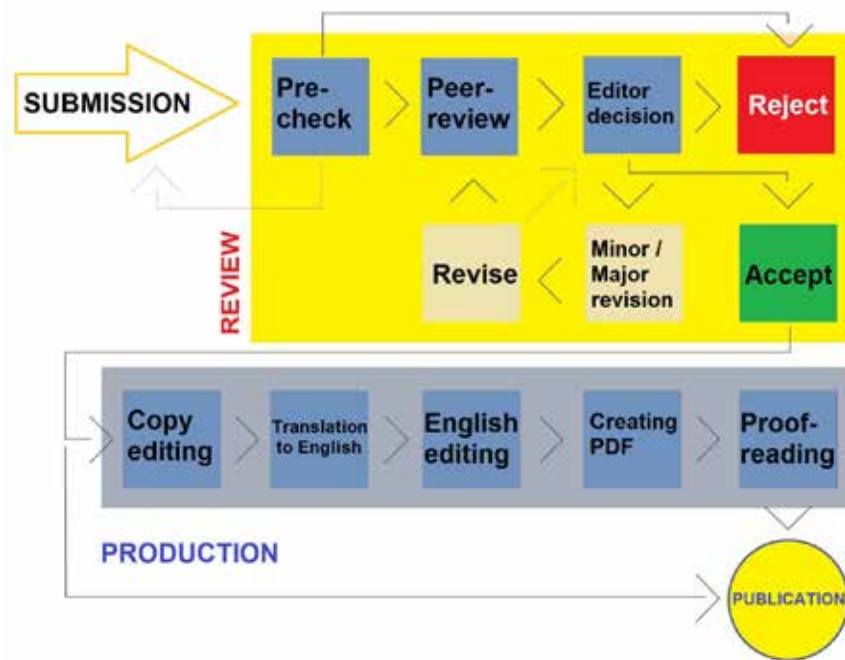 SUBMISSION
Pre-
check
Peer-
review
Editor
decision
Reject
REVIEW
Revise
Minor /
Major
revision
Accept
Copy
editing
Translation
to English
English
editing
Creating
PDF
Proof-
reading
PRODUCTION
PUBLICATION